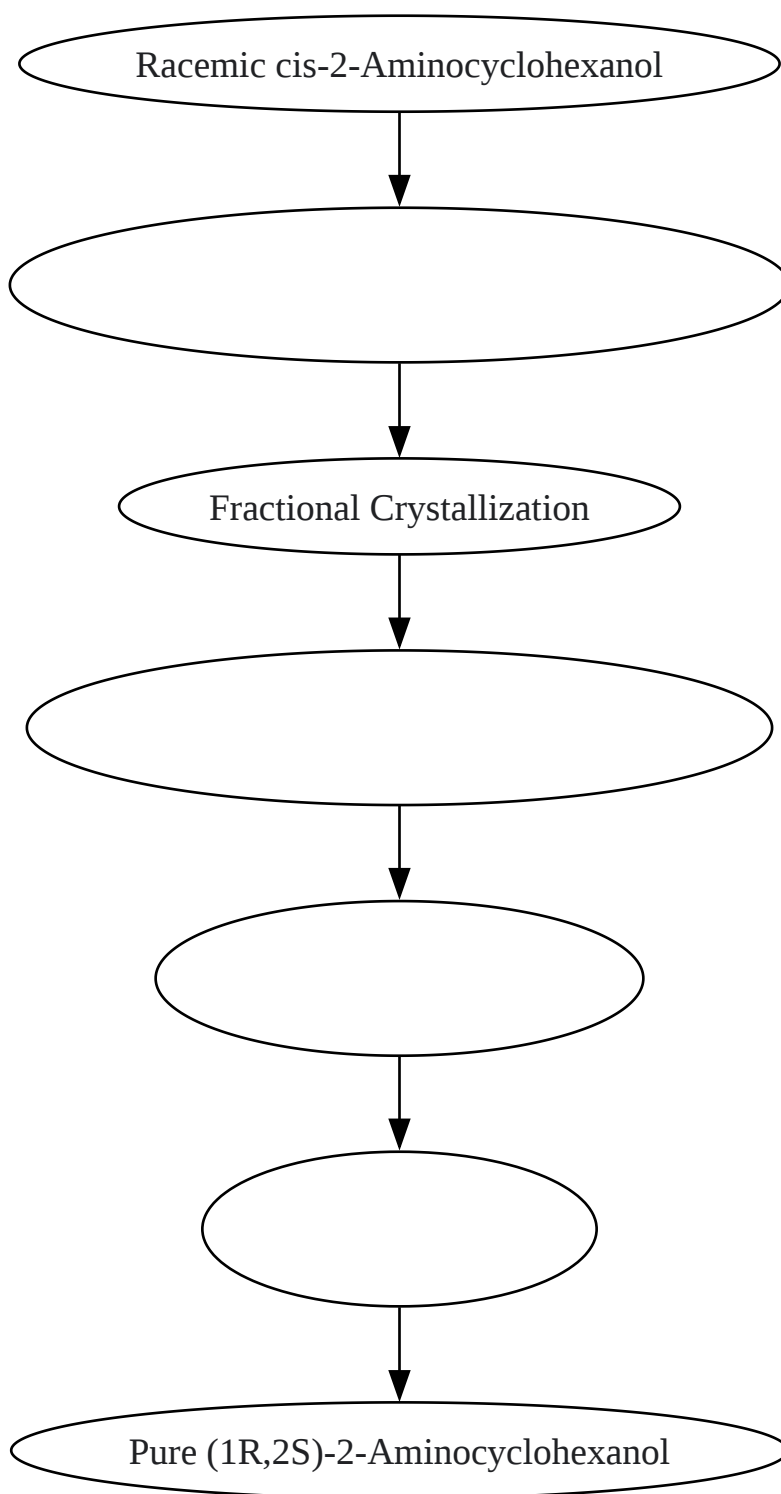 Racemic cis-2-Aminocyclohexanol
Fractional Crystallization
Pure (1R,2S)-2-Aminocyclohexanol